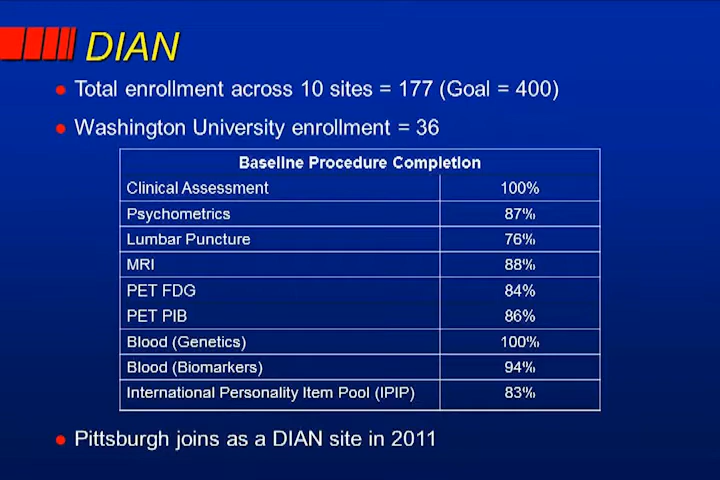 DIAN
Total enrollment across 10 sites = 177 (Goal = 400)
Washington University enrollment = 36
Baseline Procedure Completion
Clinical Assessment 100%
Psychometrics 87%
Lumbar Puncture 76%
MRI 88%
PET FDG 84%
PET PIB 86%
Blood (Genetics) 100%
Blood (Biomarkers) 94%
International Personality Item Pool (IPIP) 83%
Pittsburgh joins as a DIAN site in 2011